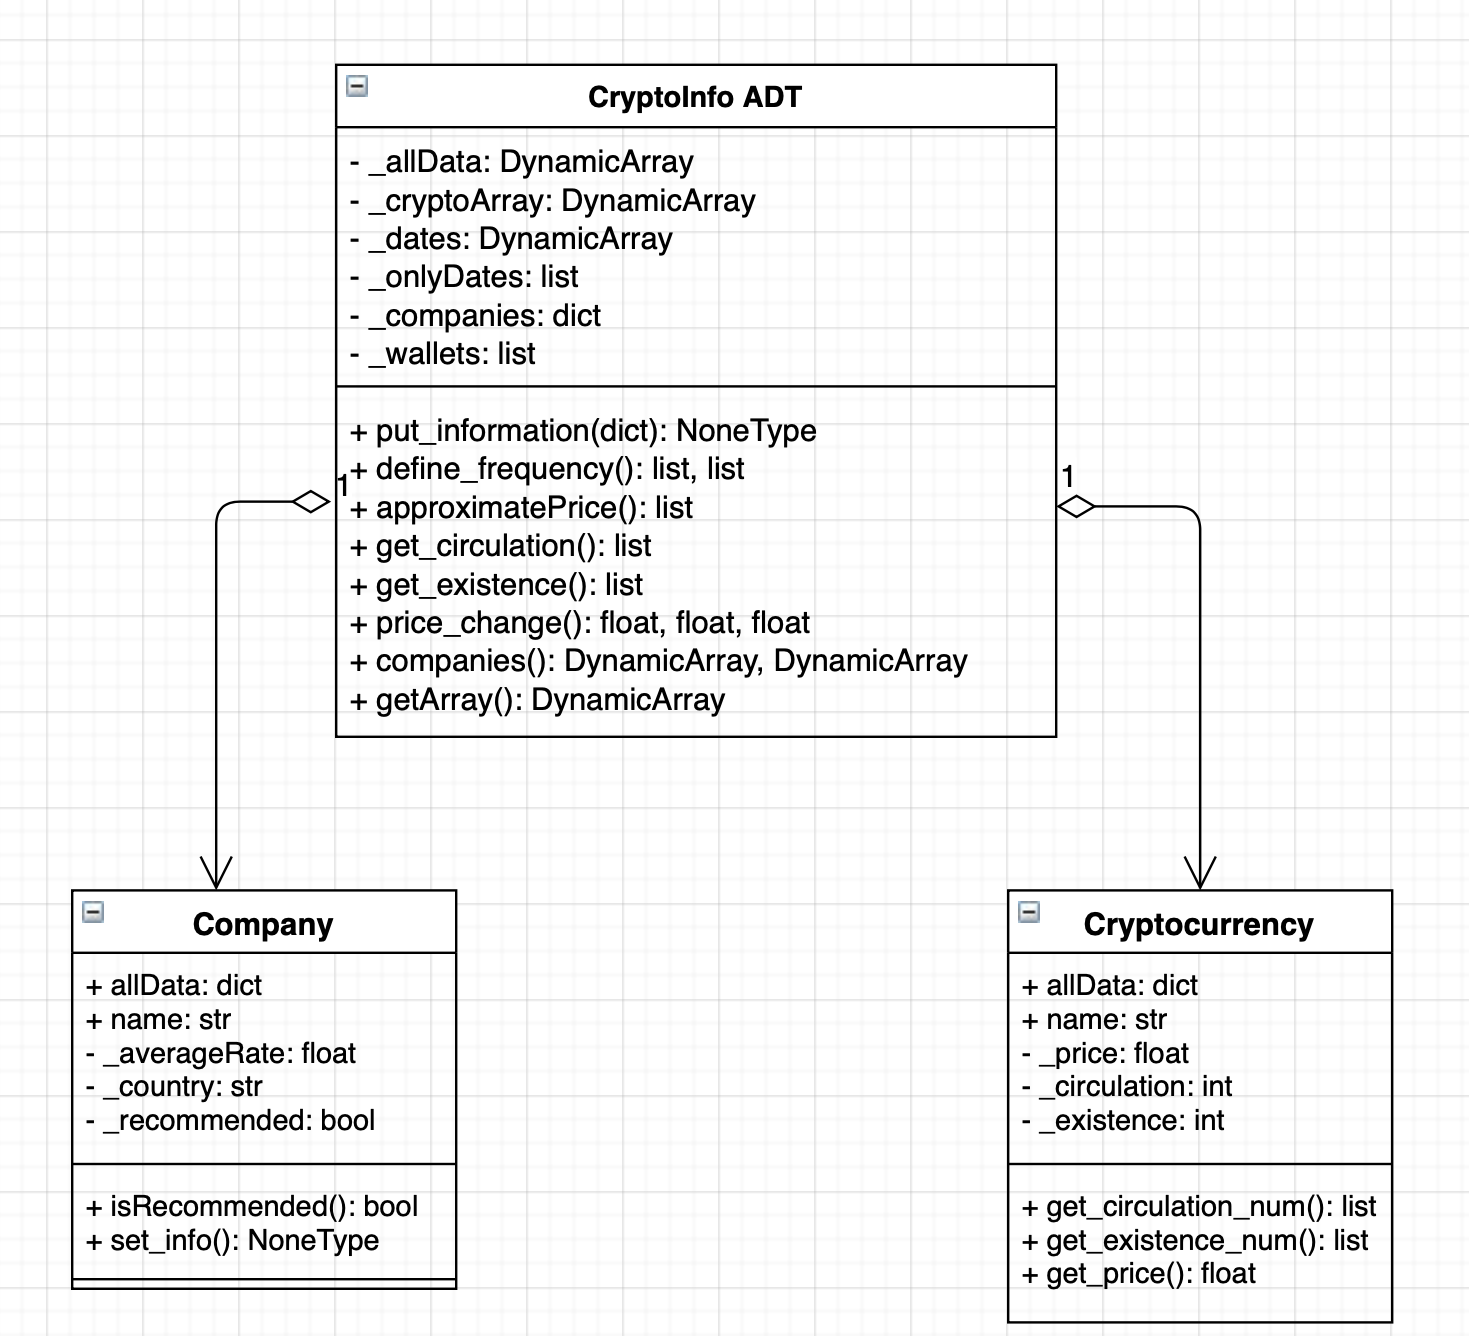 CryptoInfo ADT
- _allData: DynamicArray
- _cryptoArray: DynamicArray
- _dates: DynamicArray
- _onlyDates: list
- _companies: dict
- _wallets: list
+ put_information(dict): NoneType
+ define_frequency(): list, list
+ approximatePrice(): list
+ get_circulation(): list
+ get_existence(): list
+ price_change(): float, float, float
+ companies(): DynamicArray, DynamicArray
+ getArray(): DynamicArray
1
1
Company
+ allData: dict
+ name: str
- _averageRate: float
- _country: str
- _recommended: bool
+ isRecommended(): bool
+ set_info(): NoneType
Cryptocurrency
+ allData: dict
+ name: str
- _price: float
- _circulation: int
- _existence: int
+ get_circulation_num(): list
+ get_existence_num(): list
+ get_price(): float